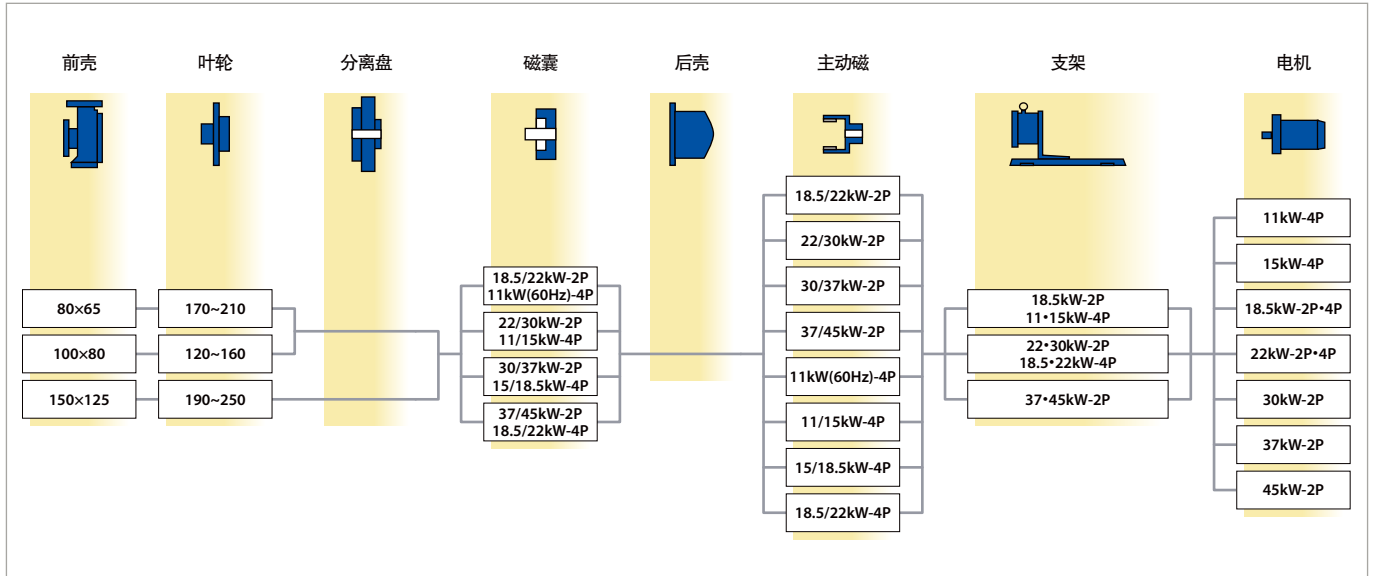 前壳
叶轮
分离盘
磁囊
后壳
主动磁
支架
电机
80×65
100×80
150×125
170~210
120~160
190~250
18.5/22kW-2P
11kW(60Hz)-4P
22/30kW-2P
11/15kW-4P
30/37kW-2P
15/18.5kW-4P
37/45kW-2P
18.5/22kW-4P
18.5/22kW-2P
22/30kW-2P
30/37kW-2P
37/45kW-2P
11kW(60Hz)-4P
11/15kW-4P
15/18.5kW-4P
18.5/22kW-4P
18.5kW-2P
11•15kW-4P
22•30kW-2P
18.5•22kW-4P
37•45kW-2P
11kW-4P
15kW-4P
18.5kW-2P•4P
22kW-2P•4P
30kW-2P
37kW-2P
45kW-2P